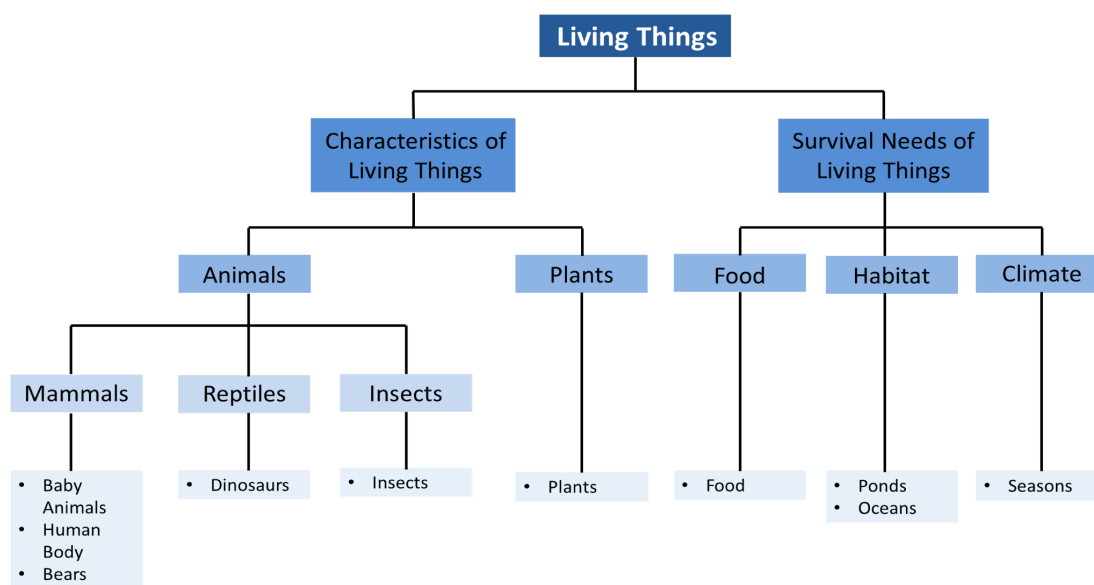 Living Things
Characteristics of
Living Things
Survival Needs of
Living Things
Animals
Plants
Food
Habitat
Climate
Mammals
Reptiles
Insects
• Baby
Animals
• Human
Body
• Bears
• Dinosaurs
• Insects
• Plants
• Food
• Ponds
• Oceans
• Seasons